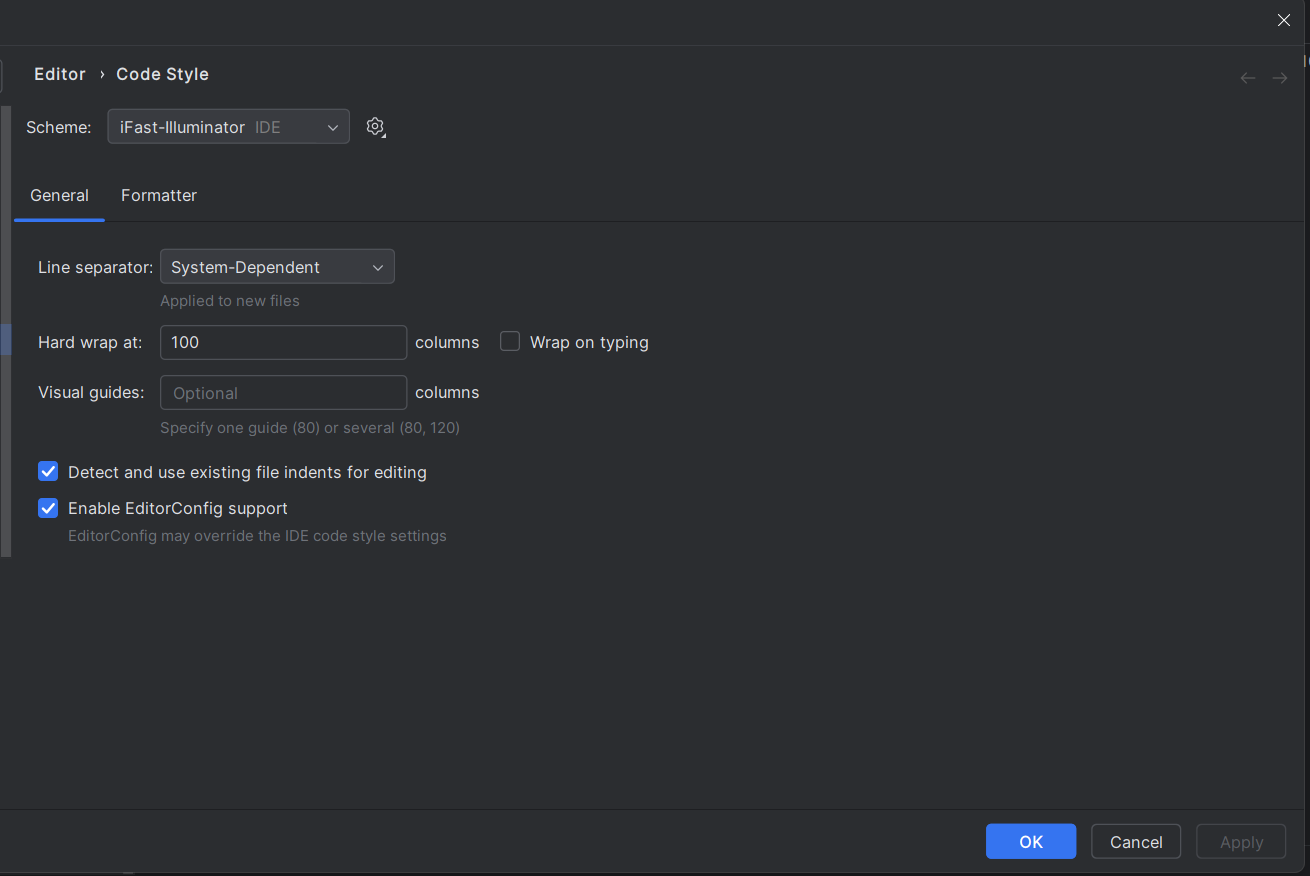 Editor › Code Style
Scheme: iFast-Illuminator IDE
General Formatter
Line separator: System-Dependent
Applied to new files
Hard wrap at: 100 columns Wrap on typing
Visual guides: Optional columns
Specify one guide (80) or several (80, 120)
Detect and use existing file indents for editing
Enable EditorConfig support
EditorConfig may override the IDE code style settings
OK Cancel Apply